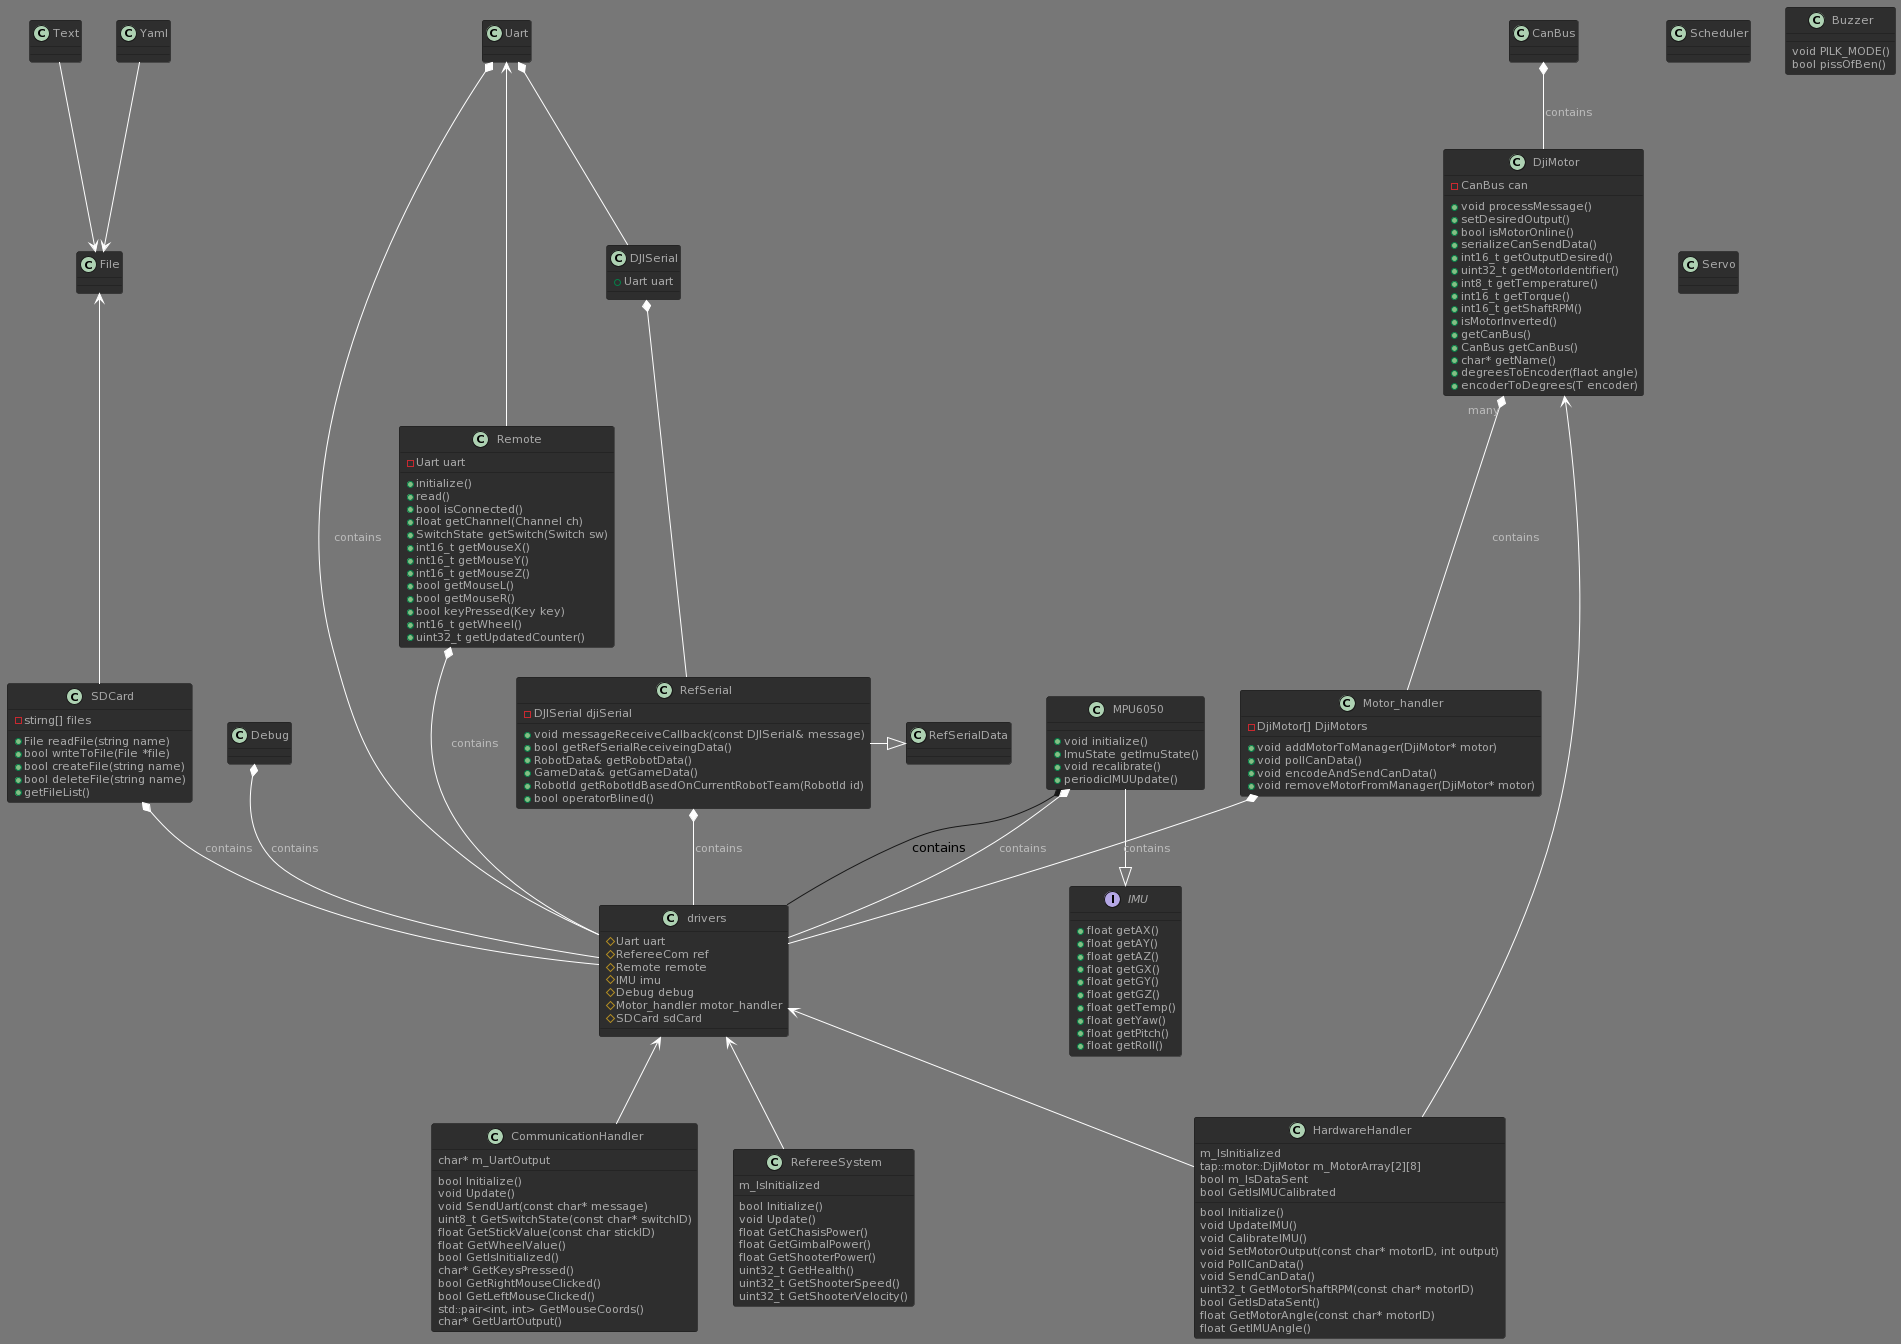 C Text
C Yaml
C Uart
C CanBus
C Scheduler
C Buzzer
void PILK_MODE()
bool pissOfBen()
contains
C DjiMotor
CanBus can
void processMessage()
setDesiredOutput()
bool isMotorOnline()
serializeCanSendData()
int16_t getOutputDesired()
uint32_t getMotorIdentifier()
int8_t getTemperature()
int16_t getTorque()
int16_t getShaftRPM()
isMotorInverted()
getCanBus()
CanBus getCanBus()
char* getName()
degreesToEncoder(flaot angle)
encoderToDegrees(T encoder)
C File
C DJISerial
Uart uart
C Servo
many
contains
contains
C Remote
Uart uart
initialize()
read()
bool isConnected()
float getChannel(Channel ch)
SwitchState getSwitch(Switch sw)
int16_t getMouseX()
int16_t getMouseY()
int16_t getMouseZ()
bool getMouseL()
bool getMouseR()
bool keyPressed(Key key)
int16_t getWheel()
uint32_t getUpdatedCounter()
C SDCard
stirng[] files
File readFile(string name)
bool writeToFile(File *file)
bool createFile(string name)
bool deleteFile(string name)
getFileList()
C Debug
contains
C RefSerial
DJISerial djiSerial
void messageReceiveCallback(const DJISerial& message)
bool getRefSerialReceiveingData()
RobotData& getRobotData()
GameData& getGameData()
RobotId getRobotIdBasedOnCurrentRobotTeam(RobotId id)
bool operatorBlined()
C RefSerialData
C MPU6050
void initialize()
ImuState getImuState()
void recalibrate()
periodicIMUUpdate()
C Motor_handler
DjiMotor[] DjiMotors
void addMotorToManager(DjiMotor* motor)
void pollCanData()
void encodeAndSendCanData()
void removeMotorFromManager(DjiMotor* motor)
contains
contains
contains
contains
contains
contains
C drivers
Uart uart
RefereeCom ref
Remote remote
IMU imu
Debug debug
Motor_handler motor_handler
SDCard sdCard
I IMU
float getAX()
float getAY()
float getAZ()
float getGX()
float getGY()
float getGZ()
float getTemp()
float getYaw()
float getPitch()
float getRoll()
C CommunicationHandler
char* m_UartOutput
bool Initialize()
void Update()
void SendUart(const char* message)
uint8_t GetSwitchState(const char* switchID)
float GetStickValue(const char stickID)
float GetWheelValue()
bool GetIsInitialized()
char* GetKeysPressed()
bool GetRightMouseClicked()
bool GetLeftMouseClicked()
std::pair<int, int> GetMouseCoords()
char* GetUartOutput()
C RefereeSystem
m_IsInitialized
bool Initialize()
void Update()
float GetChasisPower()
float GetGimbalPower()
float GetShooterPower()
uint32_t GetHealth()
uint32_t GetShooterSpeed()
uint32_t GetShooterVelocity()
C HardwareHandler
m_IsInitialized
tap::motor::DjiMotor m_MotorArray[2][8]
bool m_IsDataSent
bool GetIsIMUCalibrated
bool Initialize()
void UpdateIMU()
void CalibrateIMU()
void SetMotorOutput(const char* motorID, int output)
void PollCanData()
void SendCanData()
uint32_t GetMotorShaftRPM(const char* motorID)
bool GetIsDataSent()
float GetMotorAngle(const char* motorID)
float GetIMUAngle()